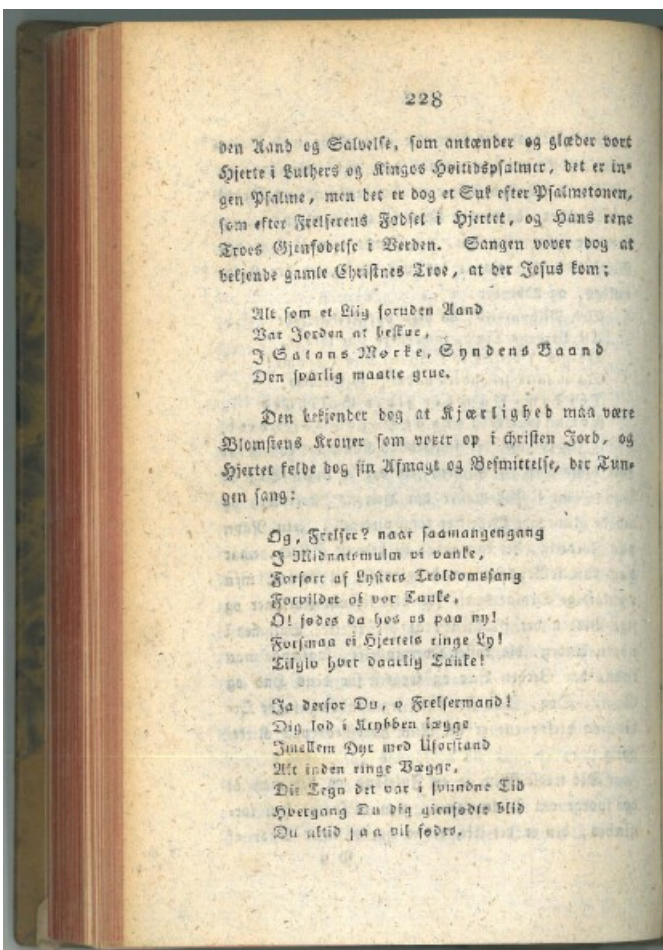 228
den Aand og Salvelse, som antænder og glæder vort
Hjerte i Luthers og Kingos Høitidspsalmer, det er in-
gen Psalme, men det er dog et Suk efter Psalmetonen,
som efter Frelserens Fødsel i Hjertet, og Hans rene
Troes Gjenfødelse i Verden. Sangen vover dog at
bekjende gamle Christnes Troe, at der Jesus kom;
Alt som et Liig foruden Aand
Var Jorden at beskue,
I Satans Mørke, Syndens Baand
Den svarlig maatte grue.
Den bekjender dog at Kjærlighed maa være
Blomstens Kroner som voxer op i christen Jord, og
Hjertet følde dog sin Afmagt og Besmittelse, der Tun-
gen sang:
Og, Frelser? naar saamangengang
I Midnatsmulm vi vanke,
Forført af Lysters Troldomssang
Forvildet af vor Tanke,
O! fødes da hos os paa ny!
Forsmaa ei Hjertets ringe Ly!
Tilgiv hver daarlig Tanke!
Ja derfor Du, o Frelsermand!
Dig lod i Krybben lægge
Imellem Dyr med Uforstand
Alt inden ringe Vægge,
Dit Tegn det var i svundne Tid
Hvergang Du dig gienfødte blid
Du altid saa vil fødes.